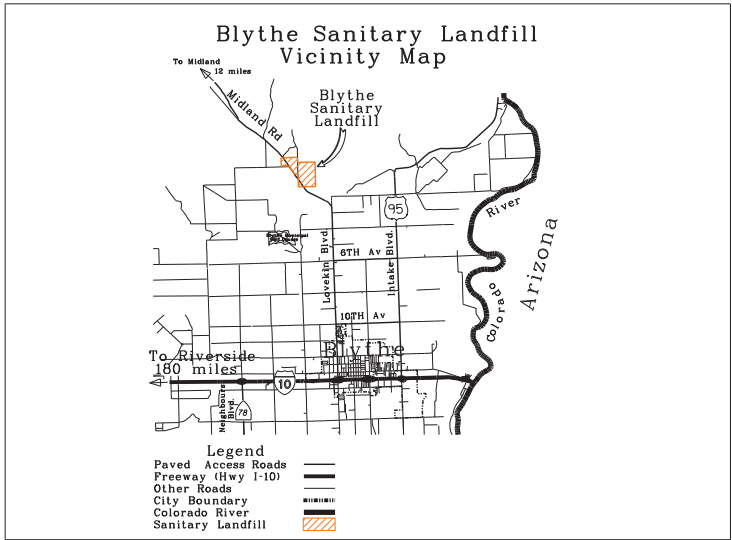 Blythe Sanitary Landfill
Vicinity Map
To Midland
12 miles
Midland Rd
Blythe
Sanitary
Landfill
95
River
Arizona
Colorado
Lovekin Blvd.
Intake Blvd.
6TH Av
10TH Av
Blythe
To Riverside
180 miles
10
Neighbours
Blvd.
78
Legend
Paved Access Roads
Freeway (Hwy I-10)
Other Roads
City Boundary
Colorado River
Sanitary Landfill